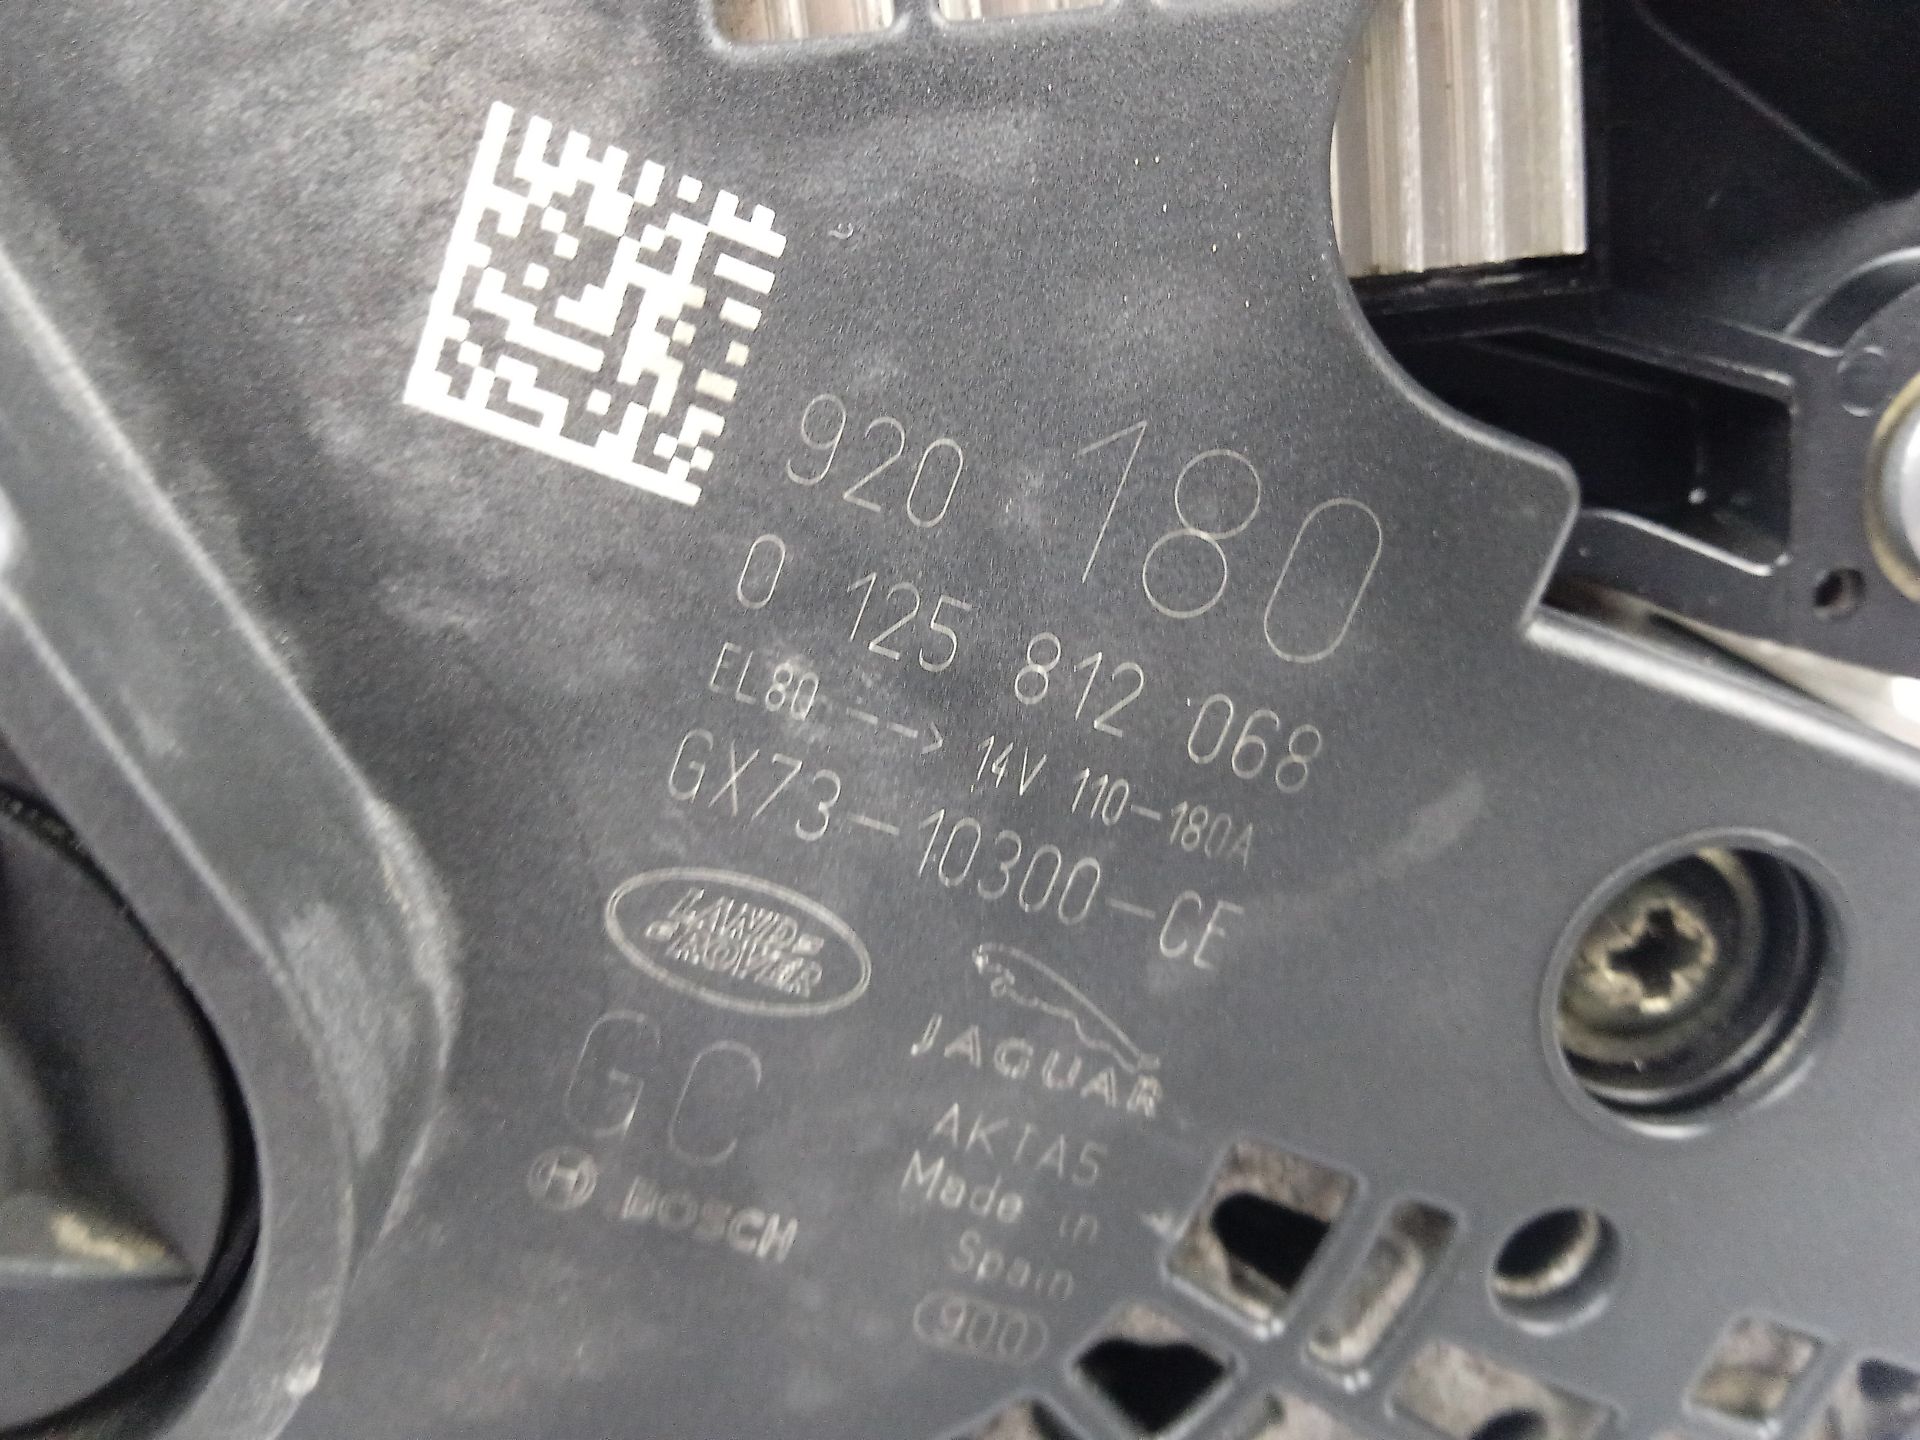 920 180
0 125 812 068
EL80---> 14V 110-180A
GX73-10300-CE
LAND ROVER
JAGUAR
GC
AKTAS
BOSCH
Made in
Spain
900